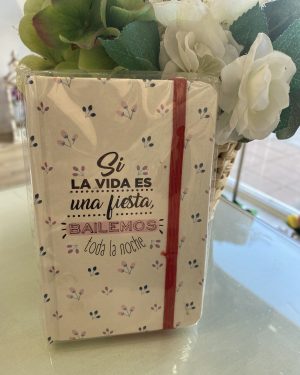 Si
LA VIDA ES
una fiesta,
BAILEMOS
toda la noche